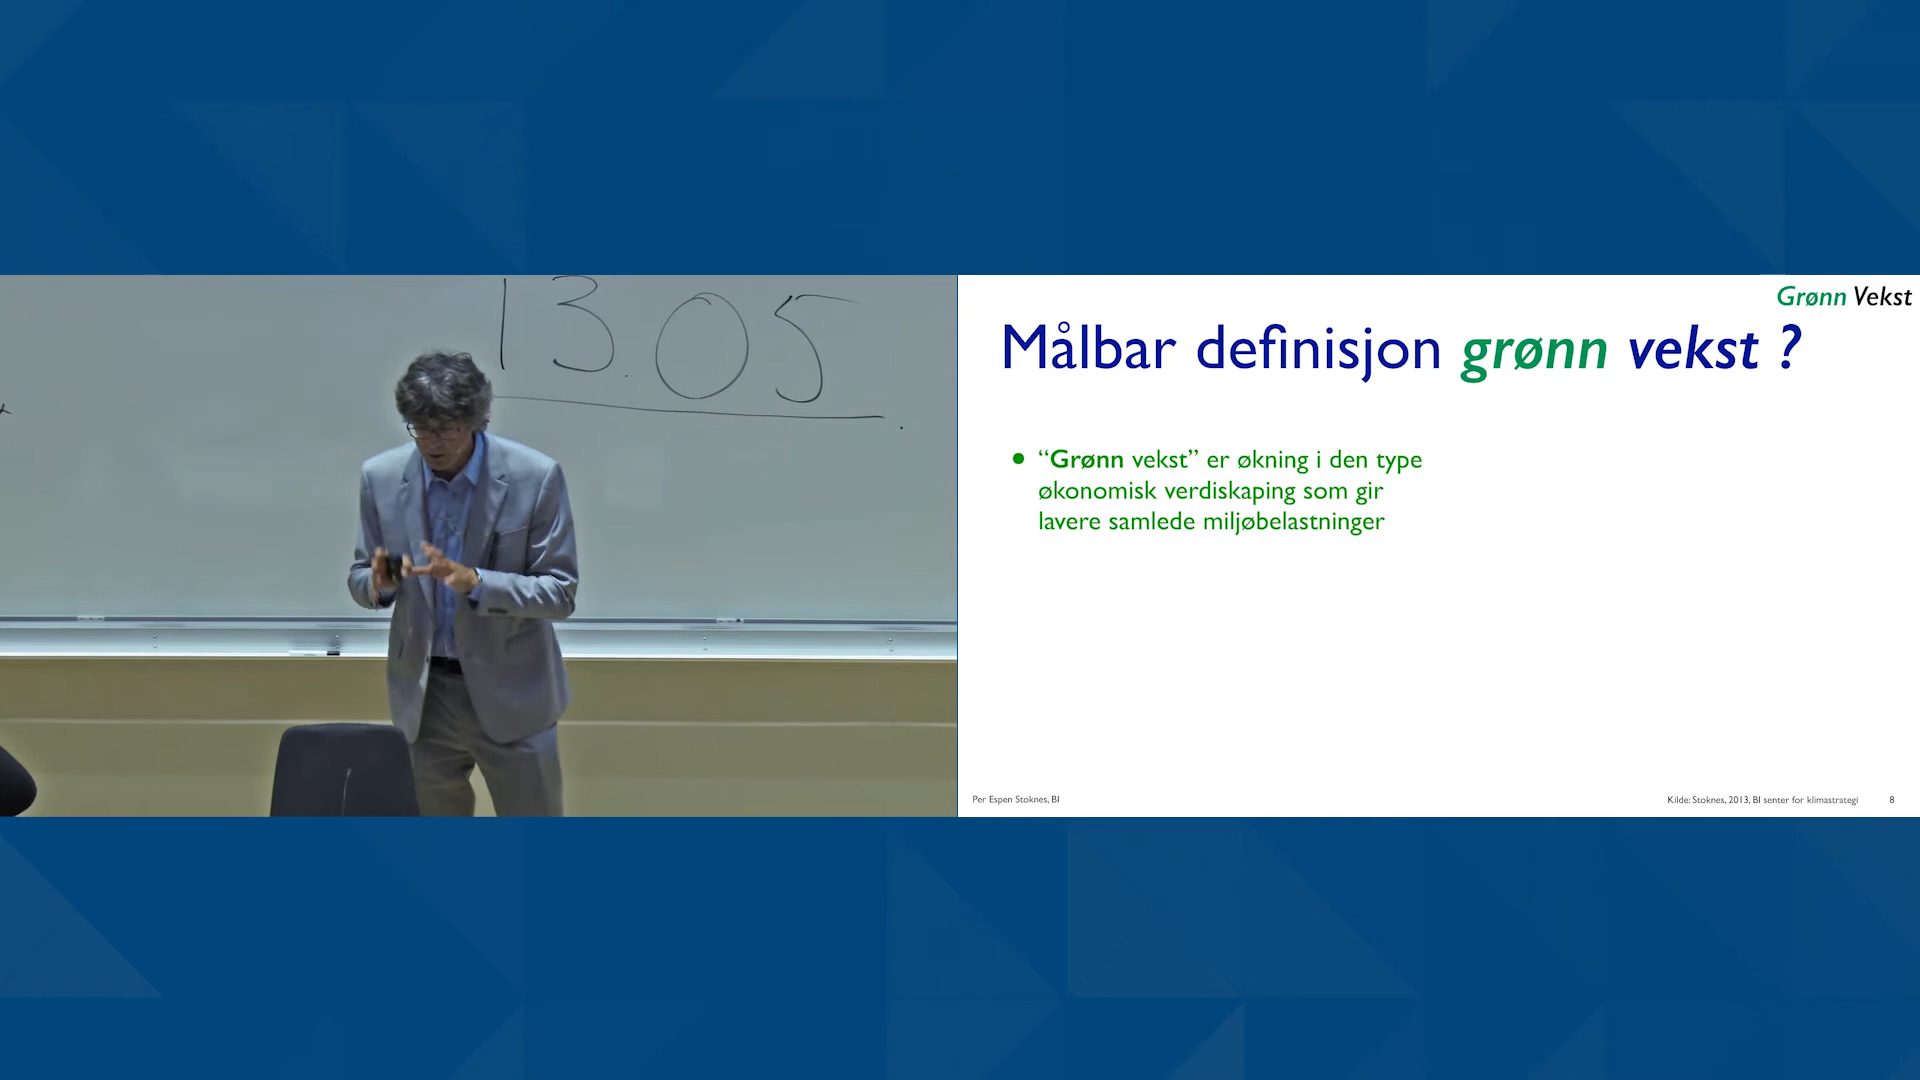 13.05
Grønn Vekst
Målbar definisjon grønn vekst ?
• “Grønn vekst” er økning i den type
økonomisk verdiskaping som gir
lavere samlede miljøbelastninger
Per Espen Stoknes, BI
Kilde: Stoknes, 2013, BI senter for klimastrategi
8